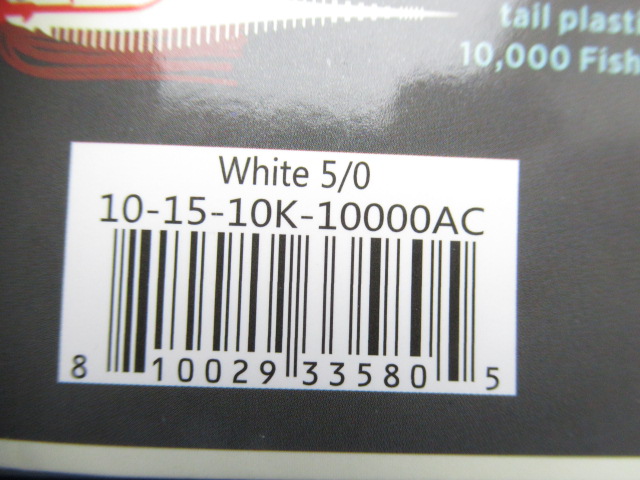 tail plasti
10,000 Fish
White 5/0
10-15-10K-10000AC
8 10029 33580 5